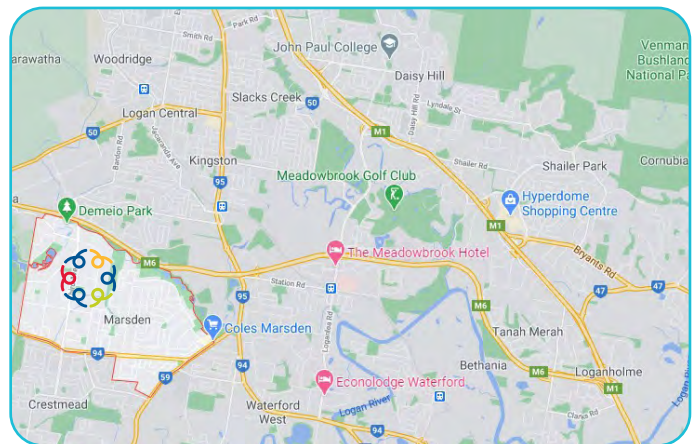 Park Rd
Smith Rd
John Paul College
Venman
Bushland
National Pa
arawatha
Woodridge
Daisy Hill
Slacks Creek
50
Lyndale St
Daisy Hill Rd
Logan Central
50
M1
Jacaranda Ave
Kingston
Shailer Rd
Shailer Park
Cornubia
95
Meadowbrook Golf Club
Hyperdome
Shopping Centre
a
Demeio Park
M1
The Meadowbrook Hotel
Bryants Rd
M6
Station Rd
47
47
95
M6
Marsden
Coles Marsden
Loganlea Rd
Tanah Merah
94
Bethania
94
59
M6
Loganholme
Econolodge Waterford
M1
Crestmead
Waterford
West
Logan River
Clarks Rd
94